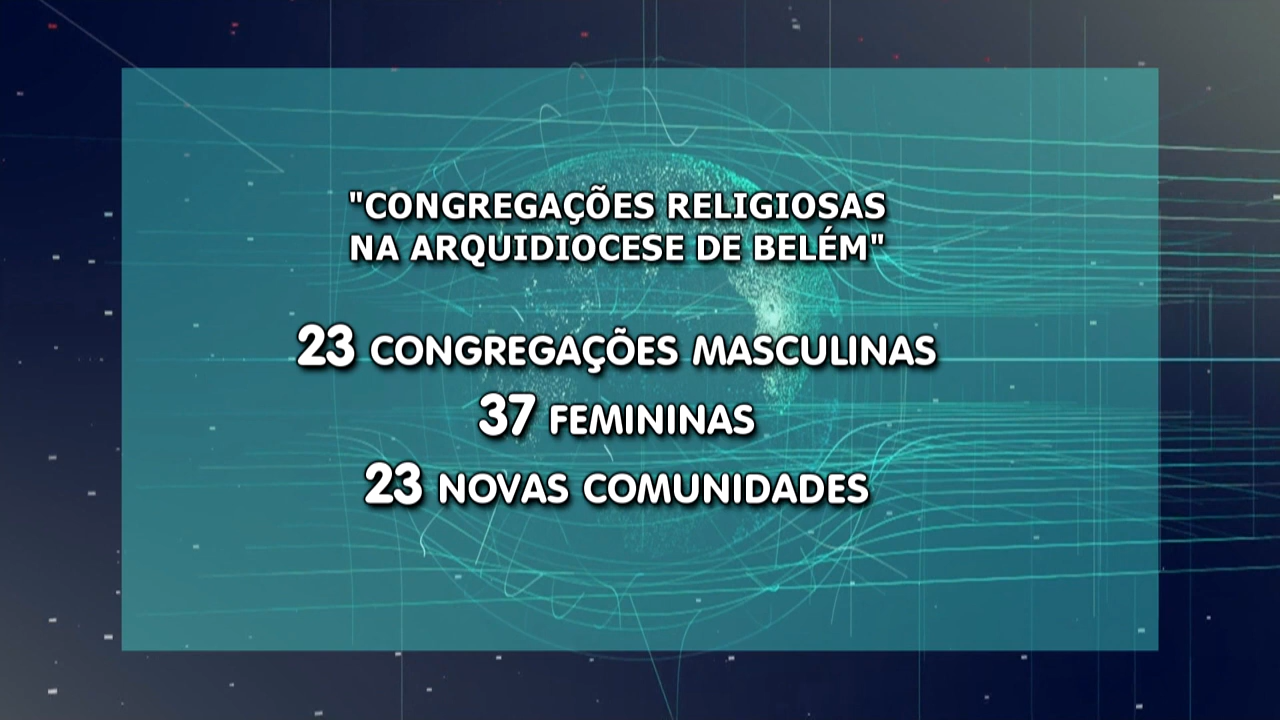 "CONGREGAÇÕES RELIGIOSAS
NA ARQUIDIOCESE DE BELÉM"
23 CONGREGAÇÕES MASCULINAS
37 FEMININAS
23 NOVAS COMUNIDADES